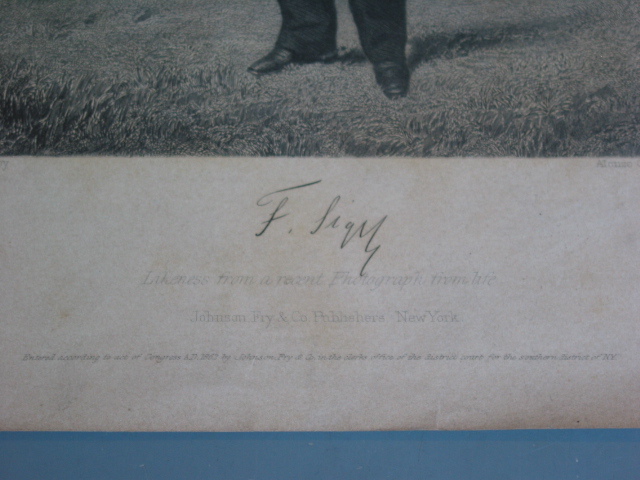 F. Sigel
Likeness from a recent Photograph from life
Johnson Fry & Co. Publishers New York
Entered according to act of Congress A.D. 1862 by Johnson, Fry & Co. in the clerks office of the district court for the southern district of N.Y.